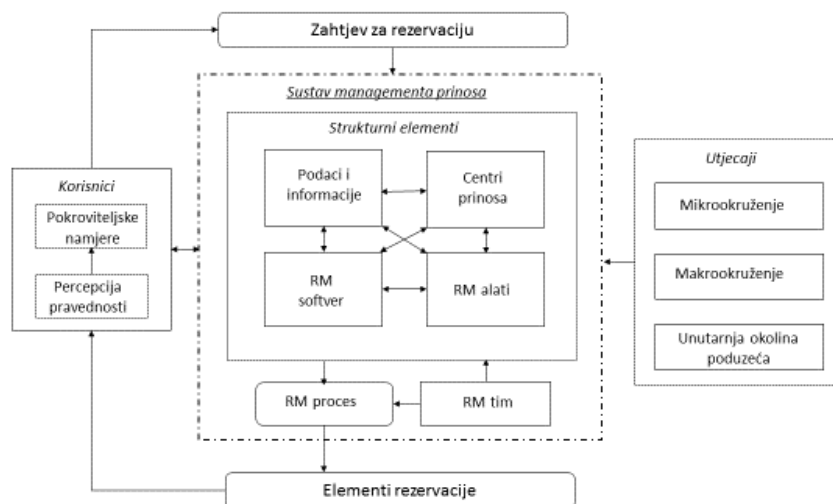 Zahtjev za rezervaciju
Sustav managementa prinosa
Strukturni elementi
Podaci i
informacije
Centri
prinosa
RM
softver
RM alati
RM proces
RM tim
Korisnici
Pokroviteljske
namjere
Percepcija
pravednosti
Utjecaji
Mikrookruženje
Makrookruženje
Unutarnja okolina
poduzeća
Elementi rezervacije